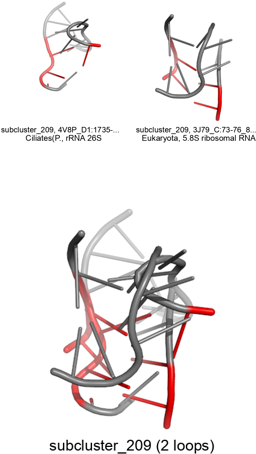 subcluster_209, 4V8P_D1:1735-...
Ciliates(P., rRNA 26S
subcluster_209, 3J79_C:73-76_8...
Eukaryota, 5.8S ribosomal RNA
subcluster_209 (2 loops)